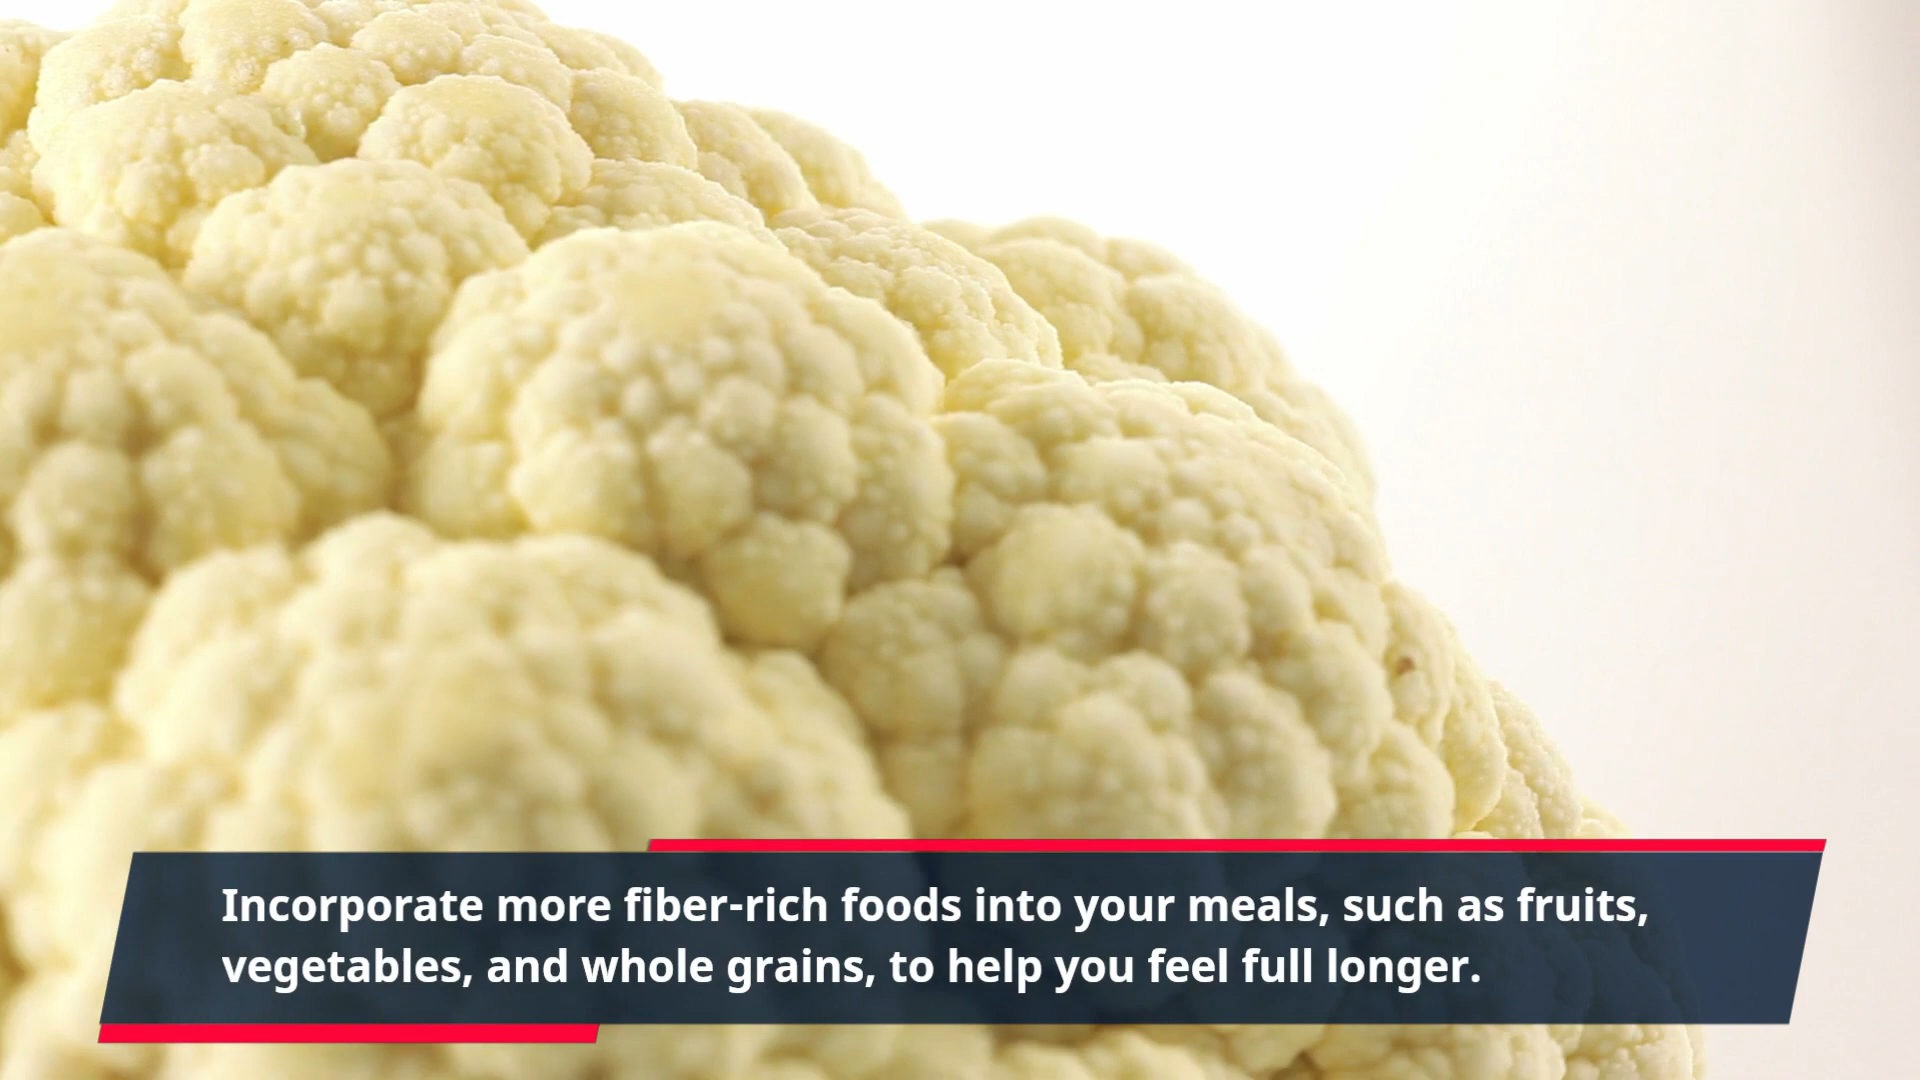 Incorporate more fiber-rich foods into your meals, such as fruits,
vegetables, and whole grains, to help you feel full longer.